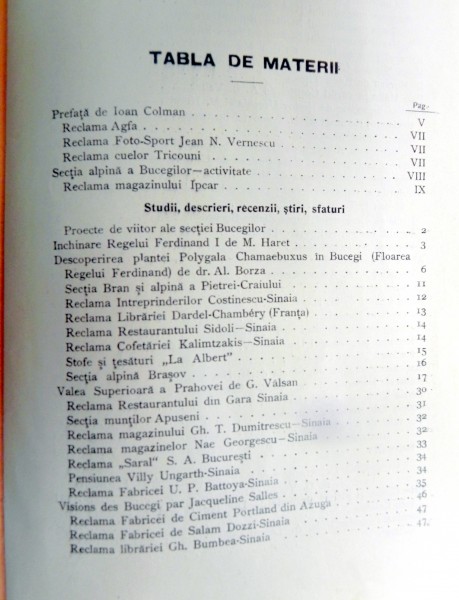 TABLA DE MATERII
Pag.
Prefață de Ioan Colman . . . . . . . . . . V
Reclama Agfa . . . . . . . . . . VII
Reclama Foto-Sport Jean N. Vernescu . . . . . VII
Reclama cuelor Tricouni . . . . . . . . VII
Secția alpină a Bucegilor—activitate . . . . . . VIII
Reclama magazinului Ipcar . . . . . . . IX
Studii, descrieri, recenzii, știri, sfaturi
Proecte de viitor ale secției Bucegilor . . . . . 2
Inchinare Regelui Ferdinand I de M. Haret . . . . . 3
Descoperirea plantei Polygala Chamaebuxus în Bucegi (Floarea
Regelui Ferdinand) de dr. Al. Borza . . . . . 6
Secția Bran și alpină a Pietrei-Craiului . . . . . 11
Reclama Intreprinderilor Costinescu-Sinaia . . . . . 12
Reclama Librăriei Dardel-Chambéry (Franța) . . . . . 13
Reclama Restaurantului Sidoli—Sinaia . . . . . 14
Reclama Cofetăriei Kalimtzakis—Sinaia . . . . . 14
Stofe și țesături „La Albert" . . . . . 15
Secția alpină Brașov . . . . . 16
Valea Superioară a Prahovei de G. Vâlsan . . . . . 17
Reclama Restaurantului din Gara Sinaia . . . . . 30
Secția munților Apuseni . . . . . 31
Reclama magazinului Gh. T. Dumitrescu—Sinaia . . . . . 32
Reclama magazinelor Nae Georgescu—Sinaia . . . . . 32
Reclama „Saral" S. A. București . . . . . 33
Pensiunea Villy Ungarth-Sinaia . . . . . 34
Reclama Fabricei U. P. Battoya-Sinaia . . . . . 34
Visions des Bucegi par Jacqueline Salles . . . . . 35
Reclama Fabricei de Ciment Portland din Azuga . . . . . 46
Reclama Fabricei de Salam Dozzi-Sinaia . . . . . 47
Reclama librăriei Gh. Bumbea-Sinaia . . . . . 47.